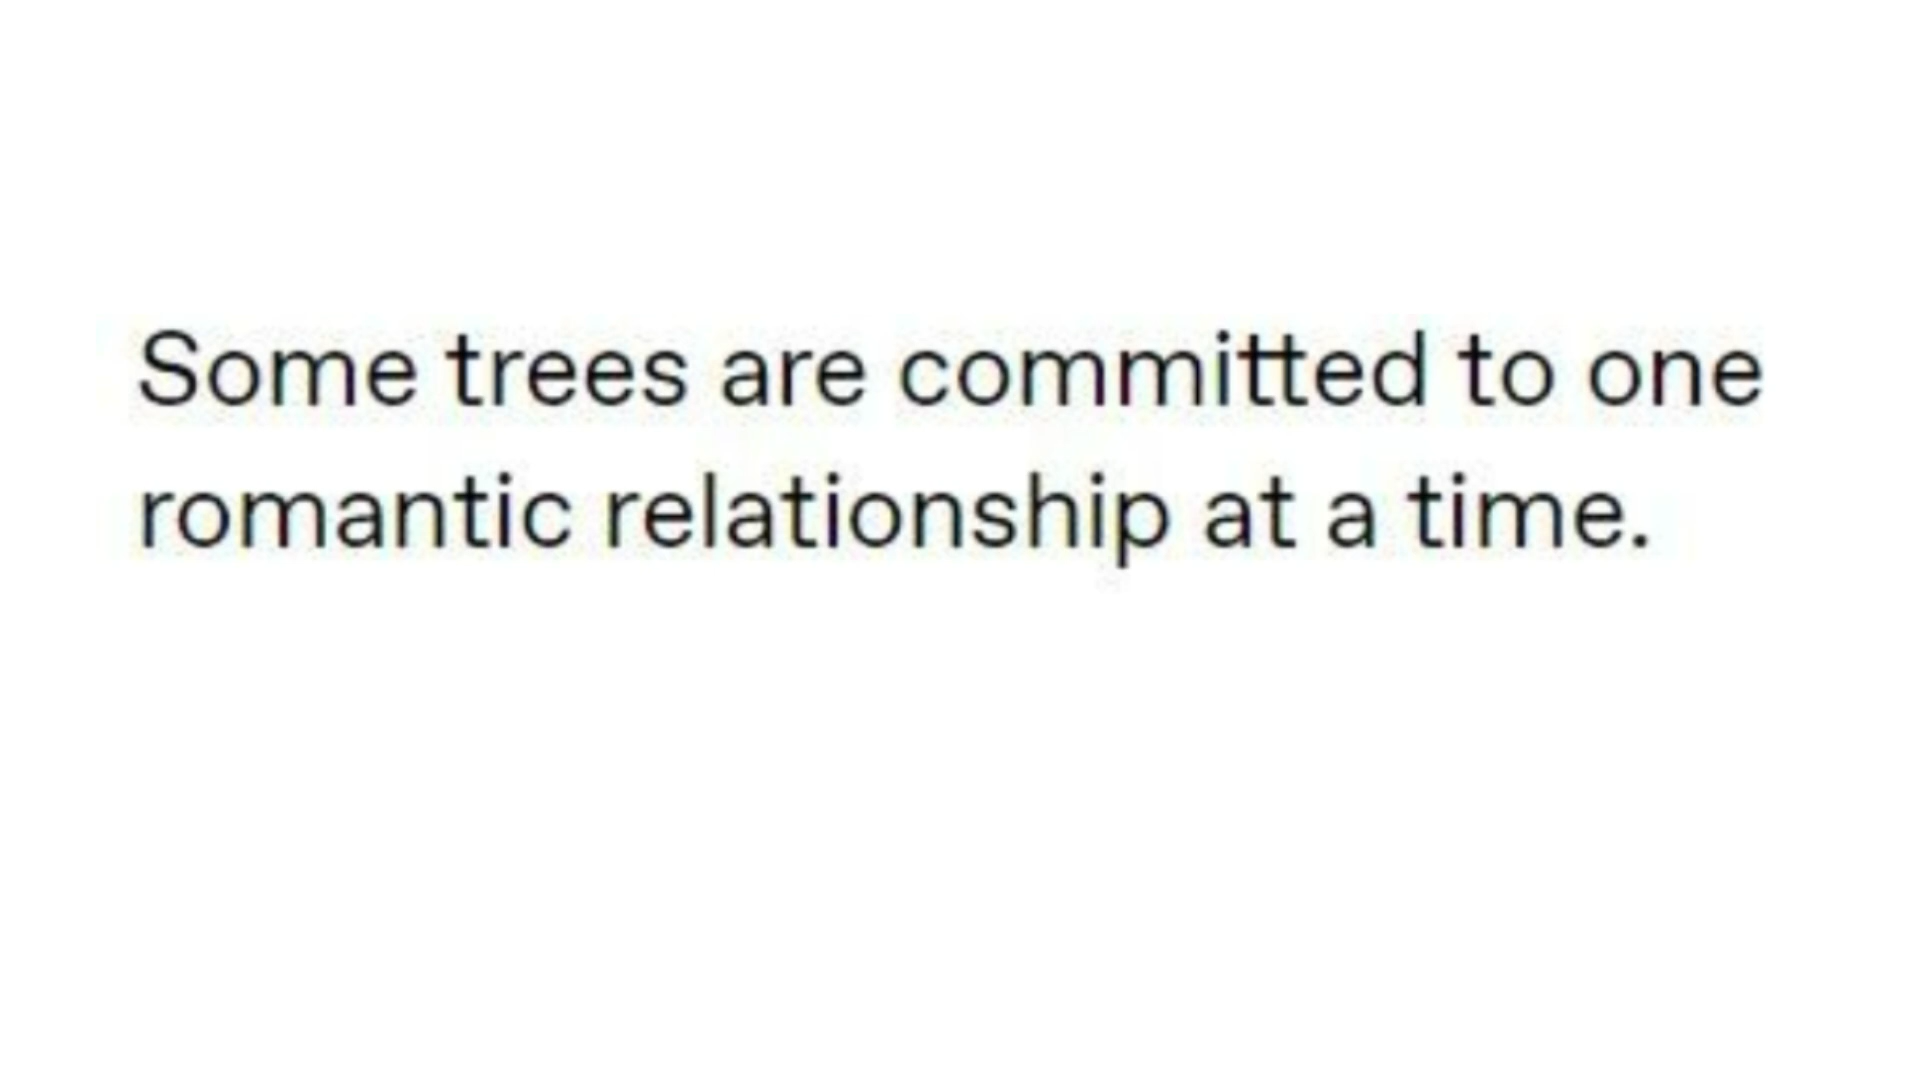 Some trees are committed to one
romantic relationship at a time.